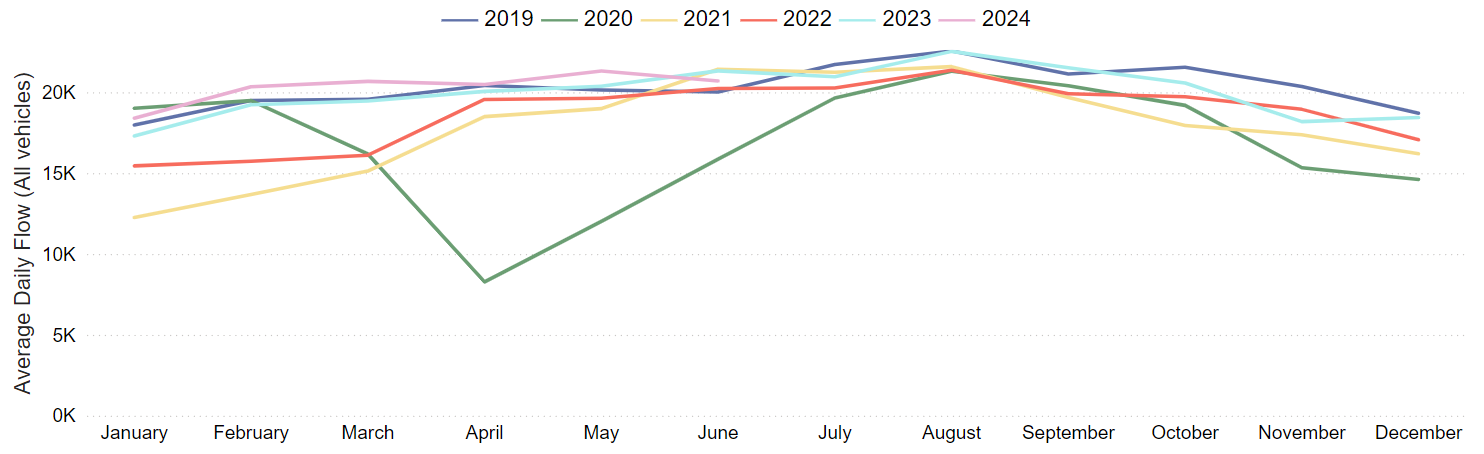 2019 2020 2021 2022 2023 2024
Average Daily Flow (All vehicles)
20K
15K
10K
5K
0K
January February March April May June July August September October November December